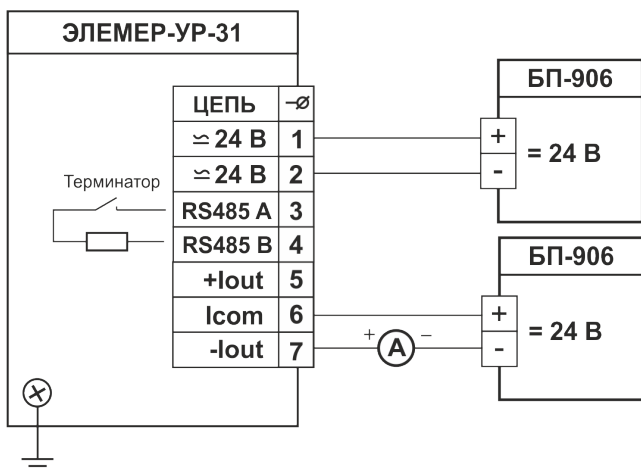 ЭЛЕМЕР-УР-31
ЦЕПЬ
≃ 24 В 1
≃ 24 В 2
Терминатор
RS485 A 3
RS485 B 4
+Iout 5
Icom 6
-Iout 7
БП-906
+
-
= 24 В
БП-906
+
-
= 24 В
+ A −